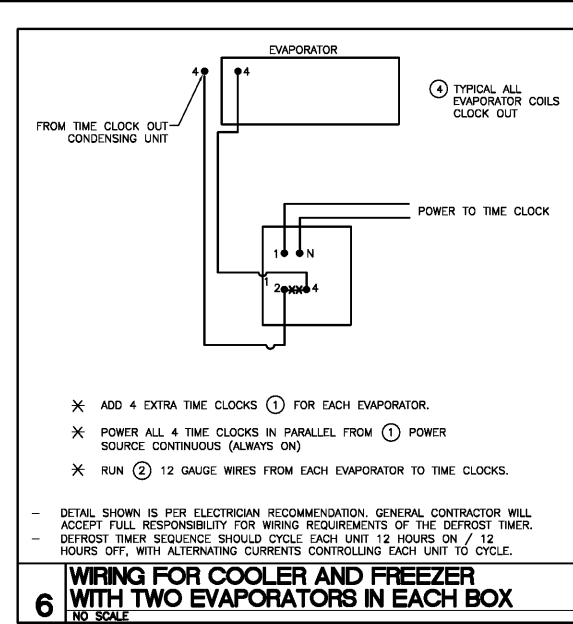 EVAPORATOR
4
4
4 TYPICAL ALL
EVAPORATOR COILS
CLOCK OUT
FROM TIME CLOCK OUT
CONDENSING UNIT
POWER TO TIME CLOCK
1 N
1
2 XX 4
ADD 4 EXTRA TIME CLOCKS 1 FOR EACH EVAPORATOR.
POWER ALL 4 TIME CLOCKS IN PARALLEL FROM 1 POWER
SOURCE CONTINUOUS (ALWAYS ON)
RUN 2 12 GAUGE WIRES FROM EACH EVAPORATOR TO TIME CLOCKS.
– DETAIL SHOWN IS PER ELECTRICIAN RECOMMENDATION. GENERAL CONTRACTOR WILL
ACCEPT FULL RESPONSIBILITY FOR WIRING REQUIREMENTS OF THE DEFROST TIMER.
– DEFROST TIMER SEQUENCE SHOULD CYCLE EACH UNIT 12 HOURS ON / 12
HOURS OFF, WITH ALTERNATING CURRENTS CONTROLLING EACH UNIT TO CYCLE.
6
WIRING FOR COOLER AND FREEZER
WITH TWO EVAPORATORS IN EACH BOX
NO SCALE